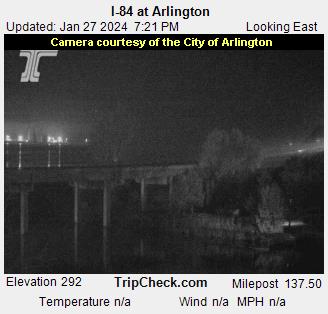 I-84 at Arlington
Updated: Jan 27 2024 7:21 PM Looking East
Camera courtesy of the City of Arlington
Elevation 292 TripCheck.com Milepost 137.50
Temperature n/a Wind n/a MPH n/a